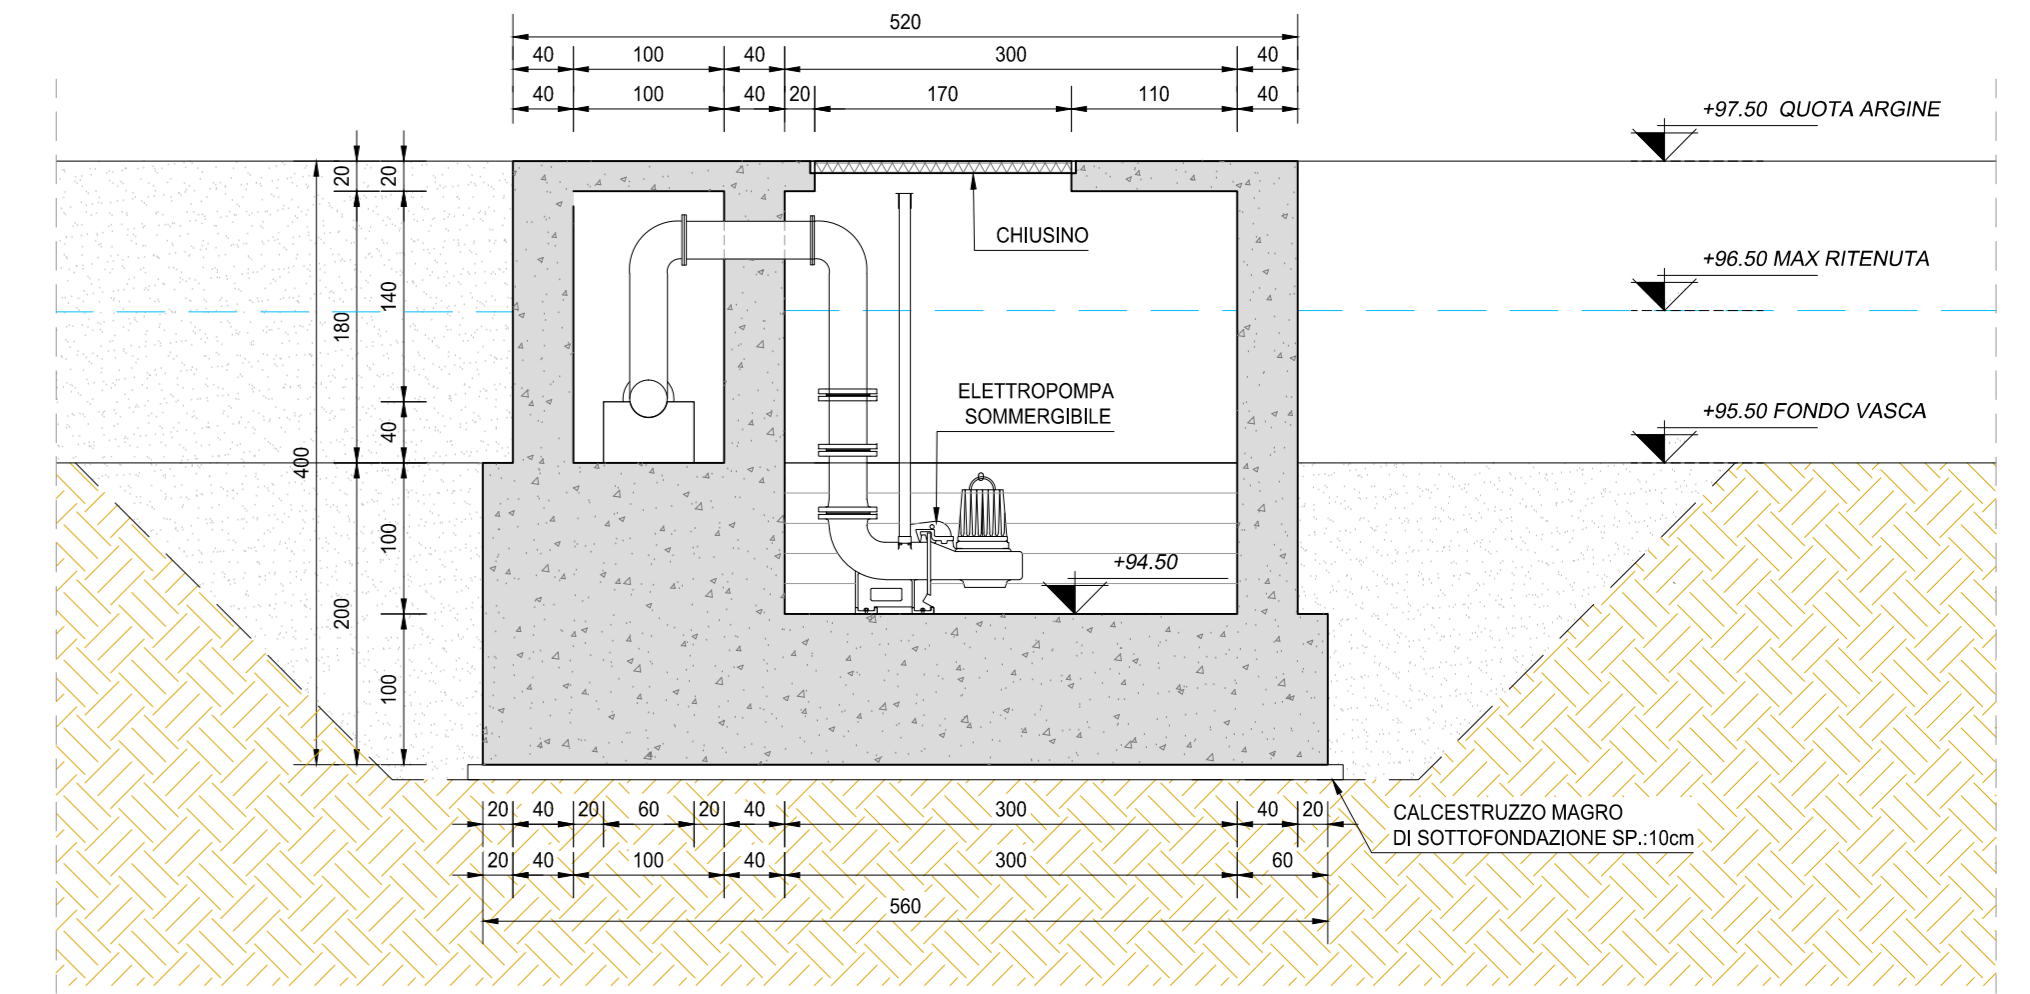 520
40 100 40 300 40
40 100 40 20 170 110 40
+97.50 QUOTA ARGINE
20 20
CHIUSINO
+96.50 MAX RITENUTA
180 140
ELETTROPOMPA
SOMMERGIBILE
+95.50 FONDO VASCA
400 40
100
+94.50
200
100
20 40 20 60 20 40 300 40 20
CALCESTRUZZO MAGRO
DI SOTTOFONDAZIONE SP.:10cm
20 40 100 40 300 60
560